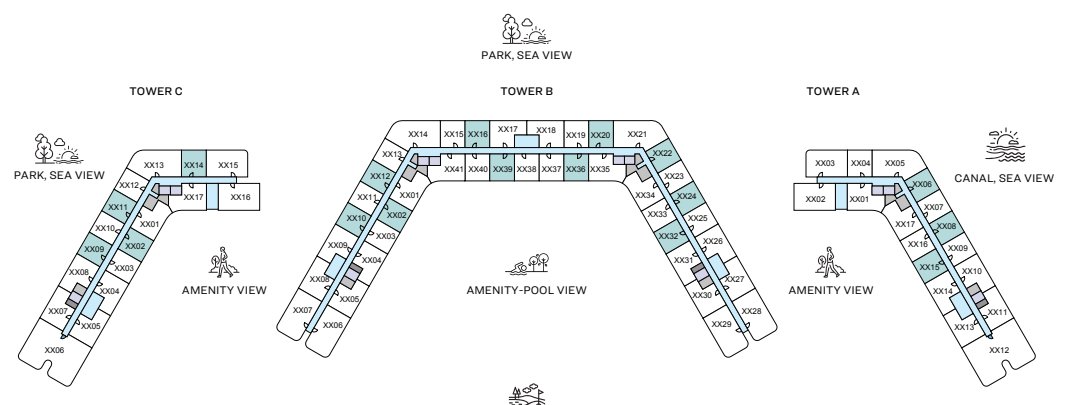 PARK, SEA VIEW
TOWER C
TOWER B
TOWER A
PARK, SEA VIEW
CANAL, SEA VIEW
AMENITY VIEW
AMENITY-POOL VIEW
AMENITY VIEW
XX13
XX14
XX15
XX12
XX17
XX16
XX11
XX01
XX10
XX02
XX09
XX03
XX08
XX04
XX07
XX05
XX06
XX14
XX15
XX16
XX17
XX18
XX19
XX20
XX21
XX13
XX41
XX40
XX39
XX38
XX37
XX36
XX35
XX22
XX12
XX23
XX11
XX01
XX34
XX24
XX10
XX02
XX33
XX25
XX09
XX03
XX32
XX26
XX08
XX04
XX31
XX27
XX07
XX05
XX30
XX28
XX06
XX29
XX03
XX04
XX05
XX02
XX01
XX06
XX17
XX07
XX16
XX08
XX15
XX09
XX14
XX10
XX13
XX11
XX12